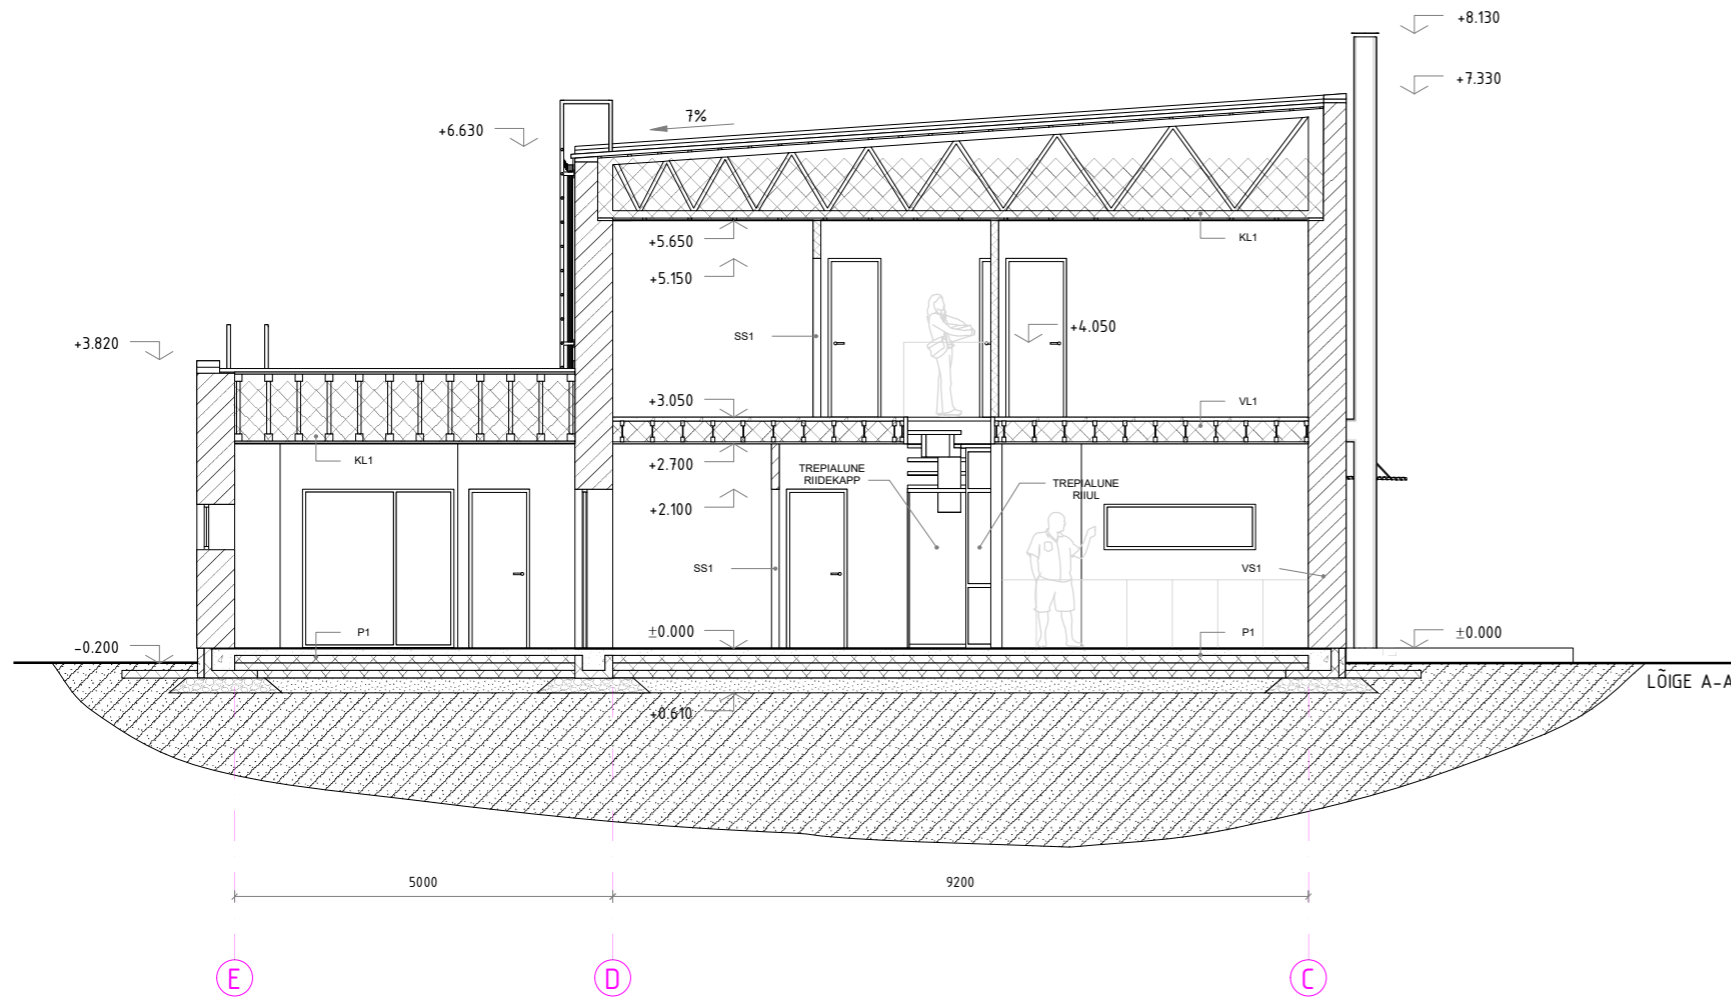 +8.130
+7.330
7%
+6.630
+5.650
KL1
+5.150
SS1
+4.050
+3.820
+3.050
VL1
KL1
+2.700
TREPIALUNE
RIIDEKAPP
TREPIALUNE
RIIUL
+2.100
SS1
VS1
P1
±0.000
P1
±0.000
-0.200
LÕIGE A-A
+0.610
5000
9200
E
D
C